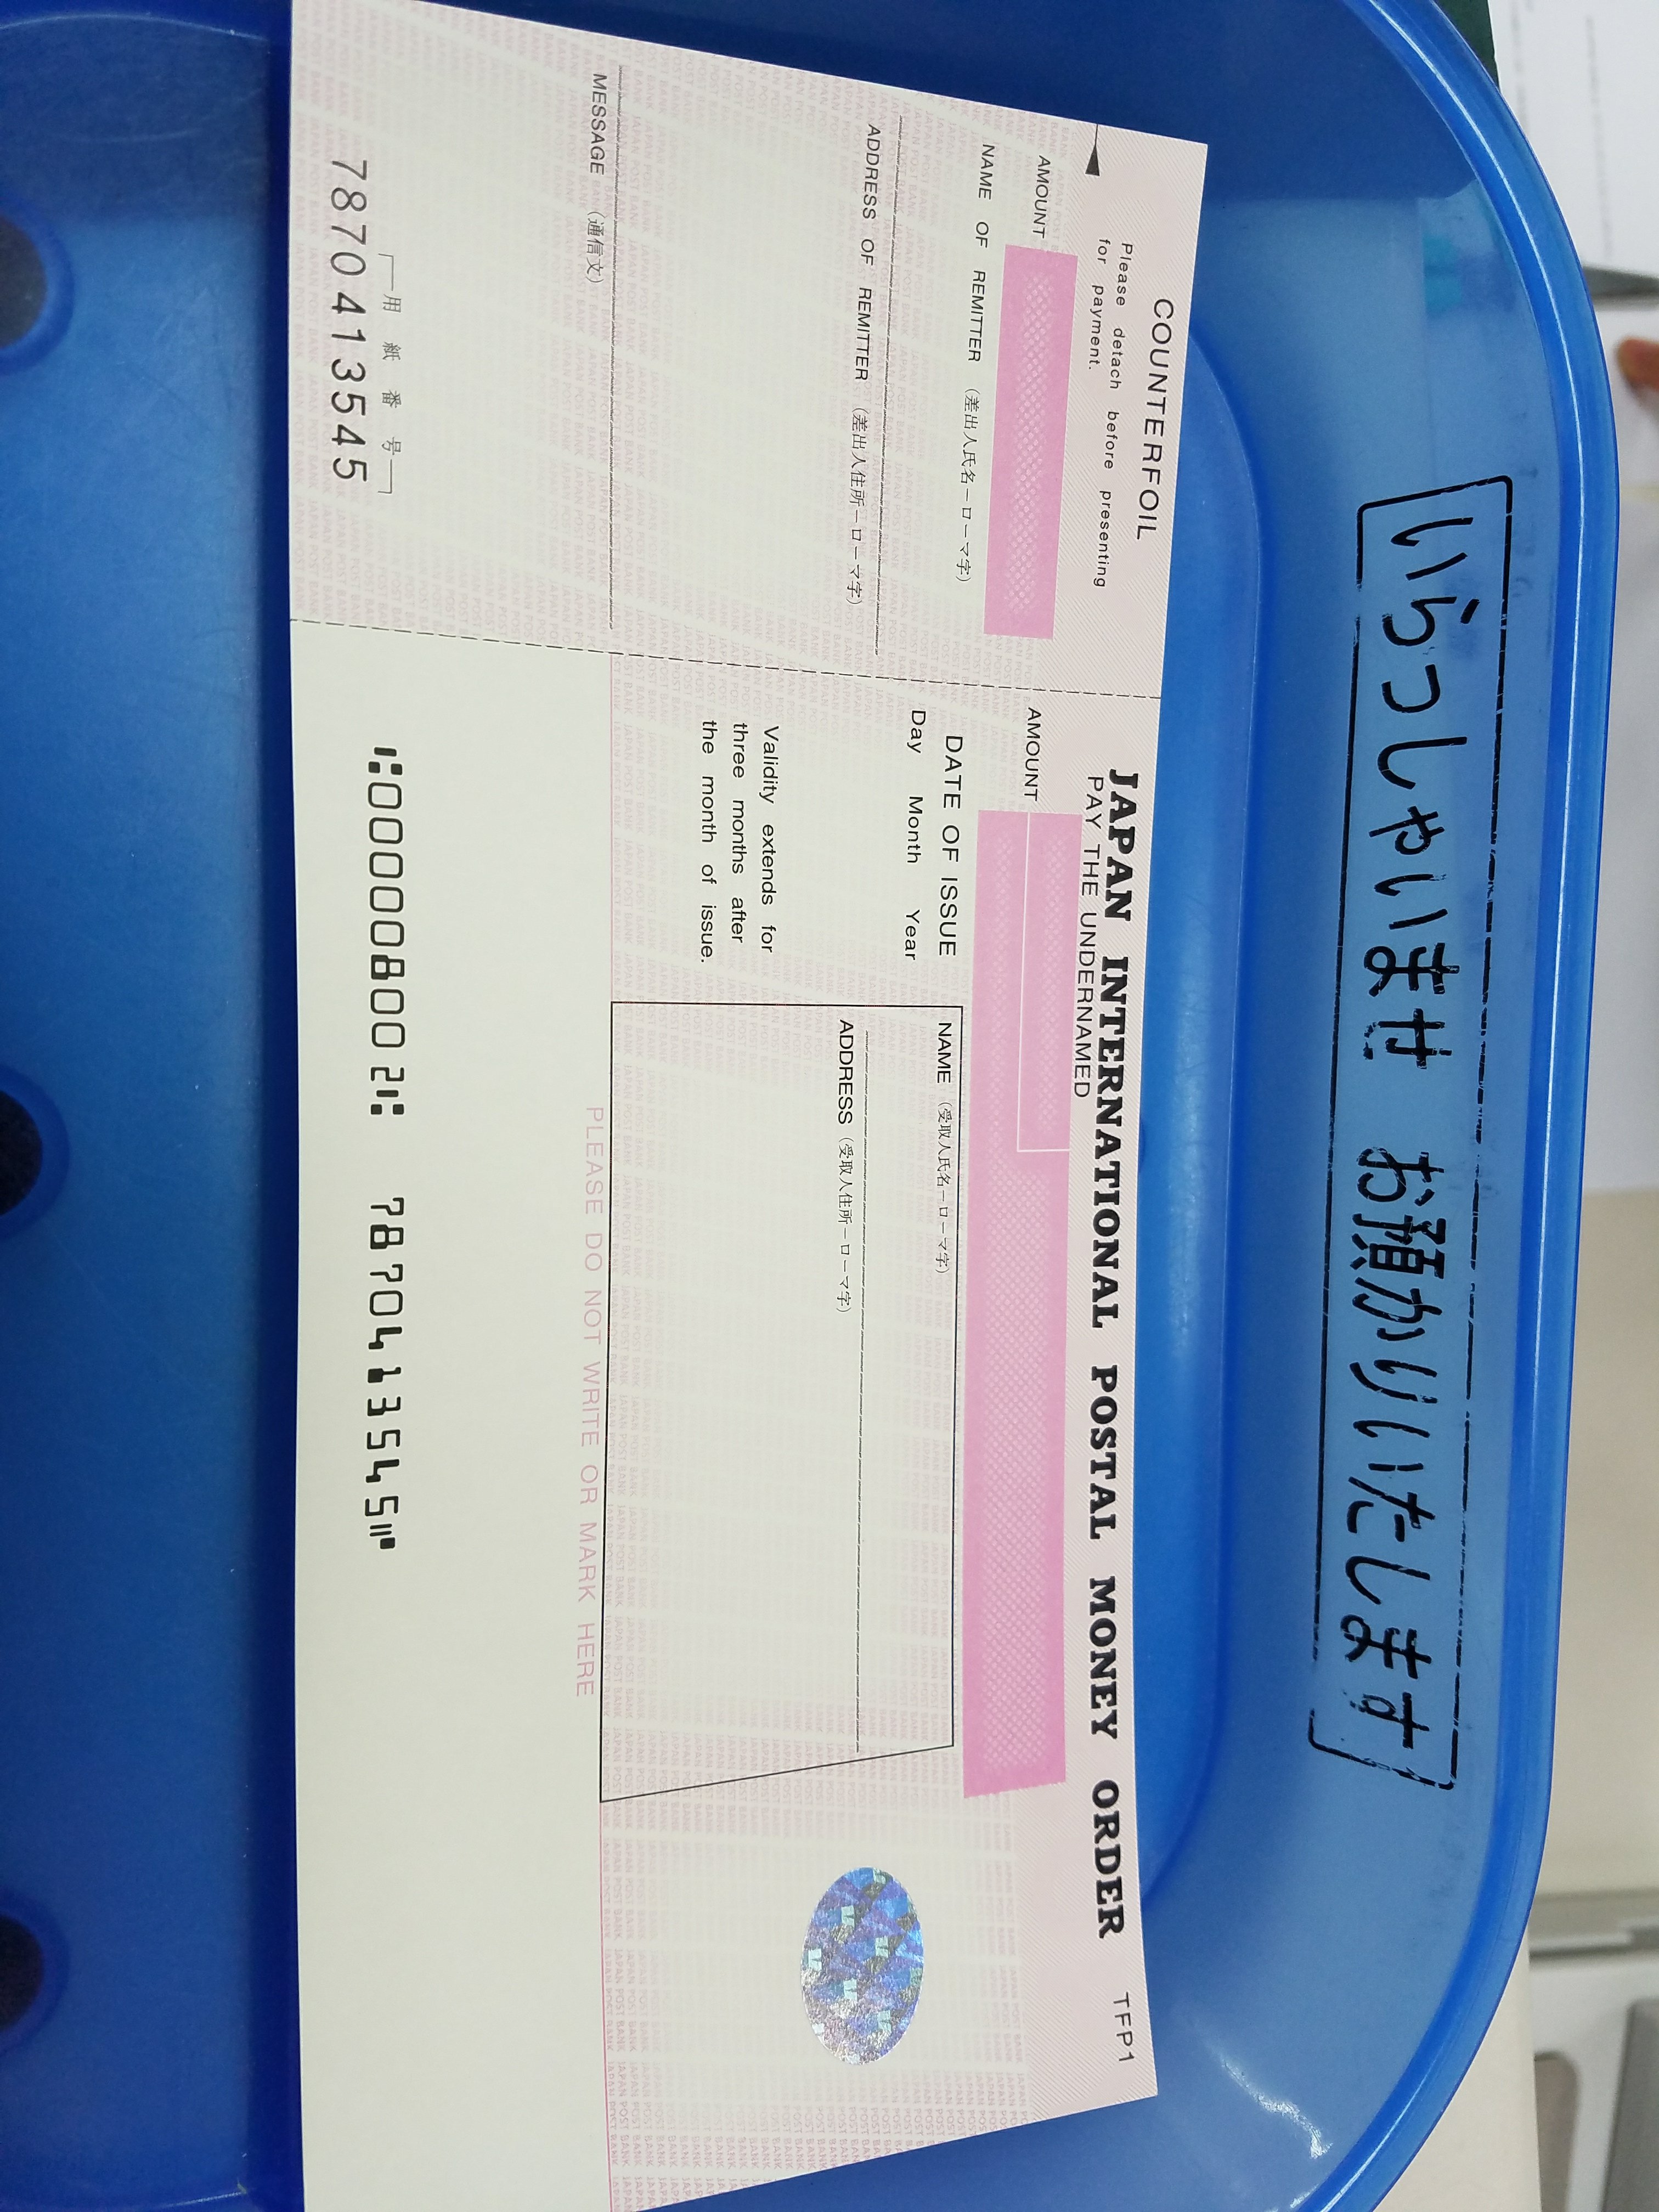 いらっしゃいませ お預かりいたします
COUNTERFOIL
Please detach before presenting
for payment.
AMOUNT
NAME OF REMITTER (差出人氏名-ローマ字)
ADDRESS OF REMITTER (差出人住所-ローマ字)
MESSAGE (通信文)
用紙番号
7870413545
JAPAN INTERNATIONAL POSTAL MONEY ORDER TFP1
PAY THE UNDERNAMED
AMOUNT
DATE OF ISSUE
Day Month Year
Validity extends for
three months after
the month of issue.
NAME (受取人氏名-ローマ字)
ADDRESS (受取人住所-ローマ字)
PLEASE DO NOT WRITE OR MARK HERE
⑆000000800 2⑆ 7870413545⑈
JAPAN POST BANK